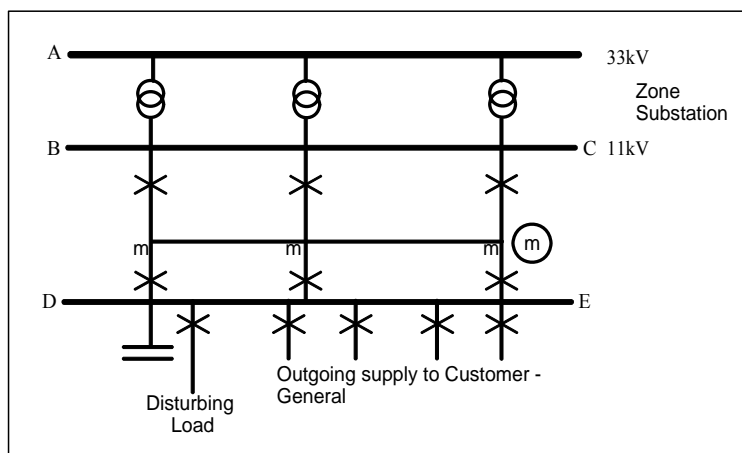 A
33kV
Zone
Substation
B
C 11kV
m
m
m
m
D
E
Outgoing supply to Customer -
General
Disturbing
Load